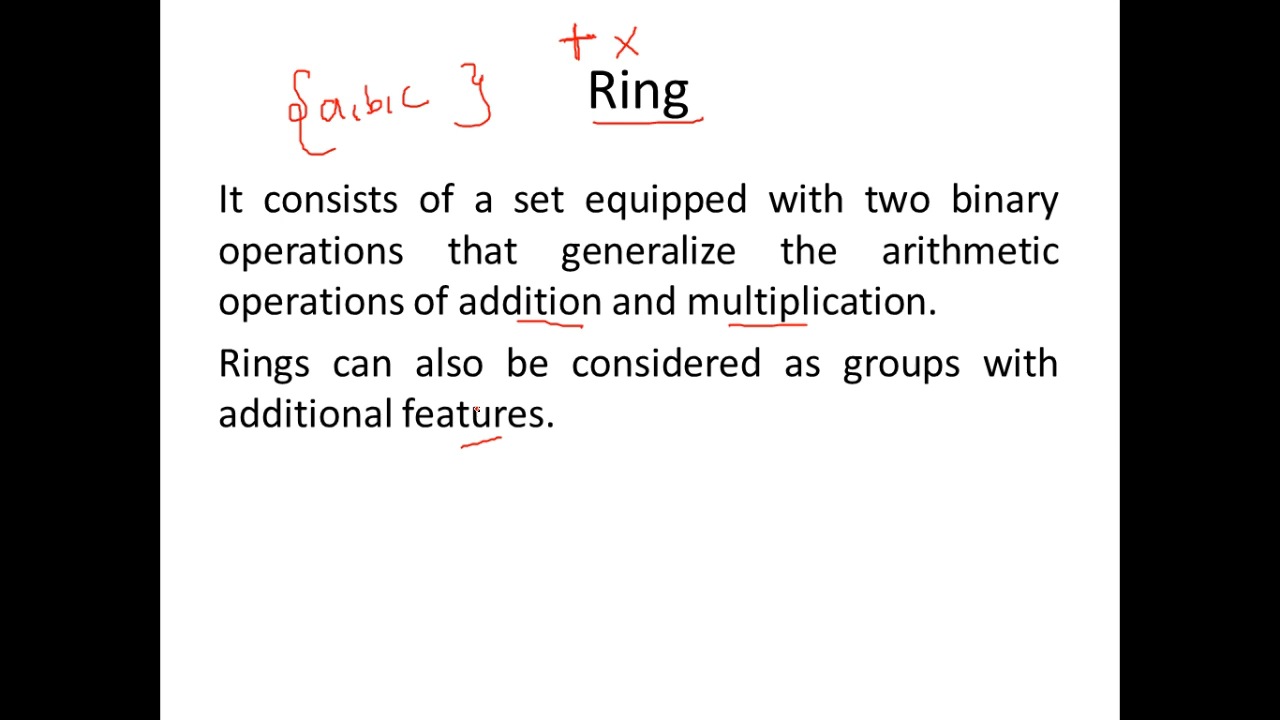 + x
{a, b, c }
Ring
It consists of a set equipped with two binary
operations that generalize the arithmetic
operations of addition and multiplication.
Rings can also be considered as groups with
additional features.